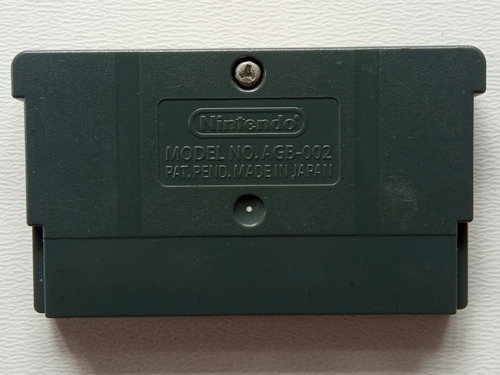 Nintendo
MODEL NO. AGB-002
PAT. PEND. MADE IN JAPAN